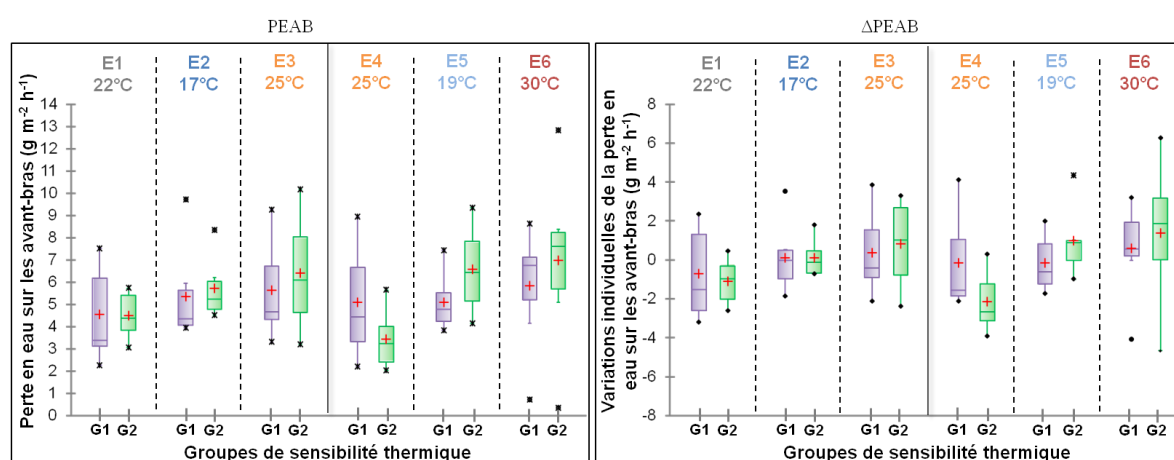 PEAB
E1 E2 E3 E4 E5 E6
22°C 17°C 25°C 25°C 19°C 30°C
Perte en eau sur les avant-bras (g m-2 h-1)
14
13
12
11
10
9
8
7
6
5
4
3
2
1
0
G1 G2 G1 G2 G1 G2 G1 G2 G1 G2 G1 G2
Groupes de sensibilité thermique
ΔPEAB
E1 E2 E3 E4 E5 E6
22°C 17°C 25°C 25°C 19°C 30°C
Variations individuelles de la perte en
eau sur les avant-bras (g m-2 h-1)
8
6
4
2
0
-2
-4
-6
-8
G1 G2 G1 G2 G1 G2 G1 G2 G1 G2 G1 G2
Groupes de sensibilité thermique